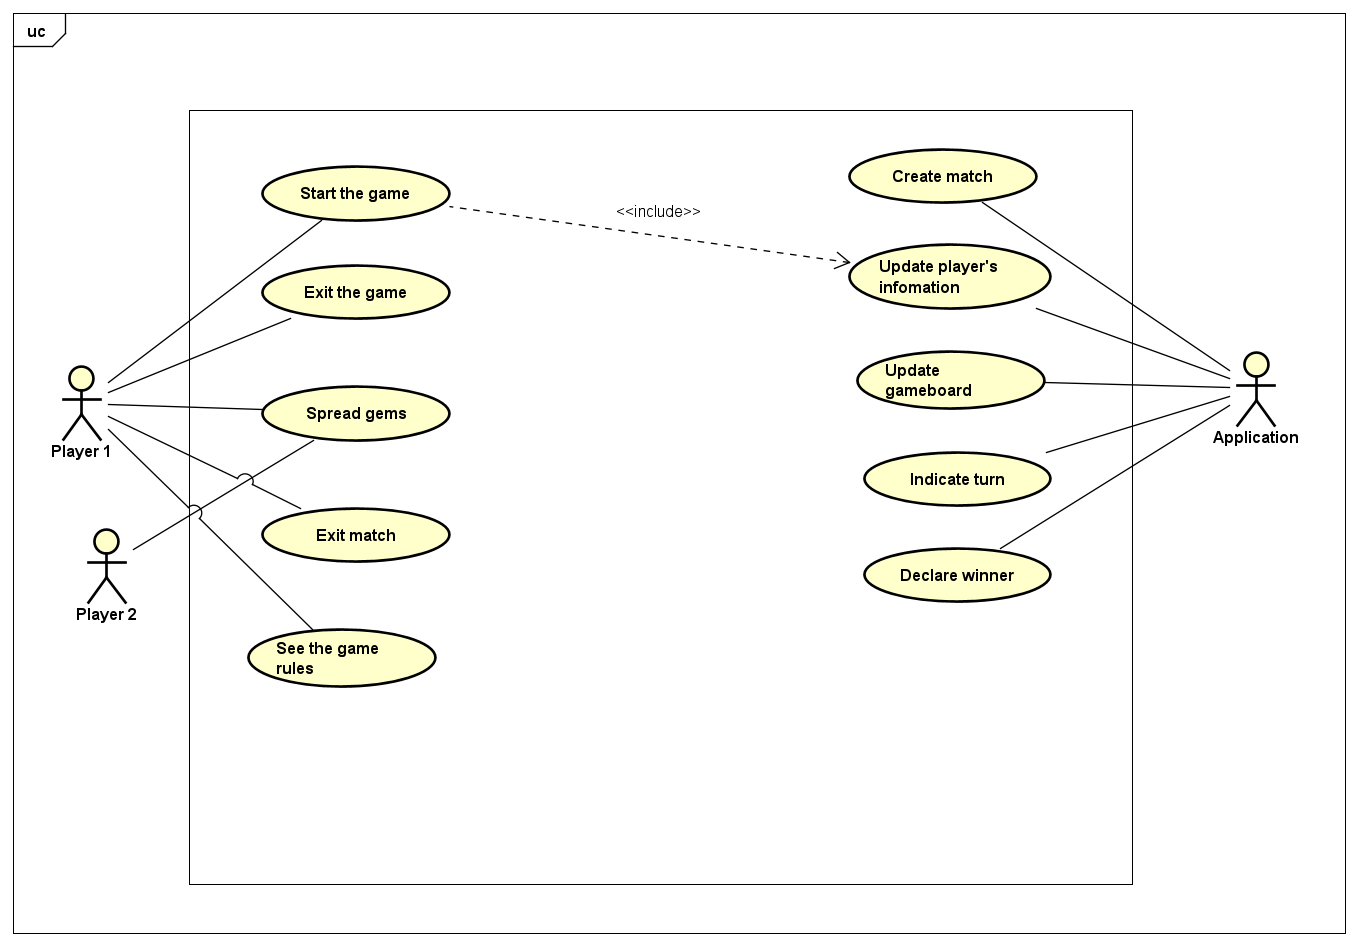 uc
Start the game
Exit the game
Spread gems
Exit match
See the game
rules
<<include>>
Create match
Update player's
infomation
Update
gameboard
Indicate turn
Declare winner
Player 1
Player 2
Application